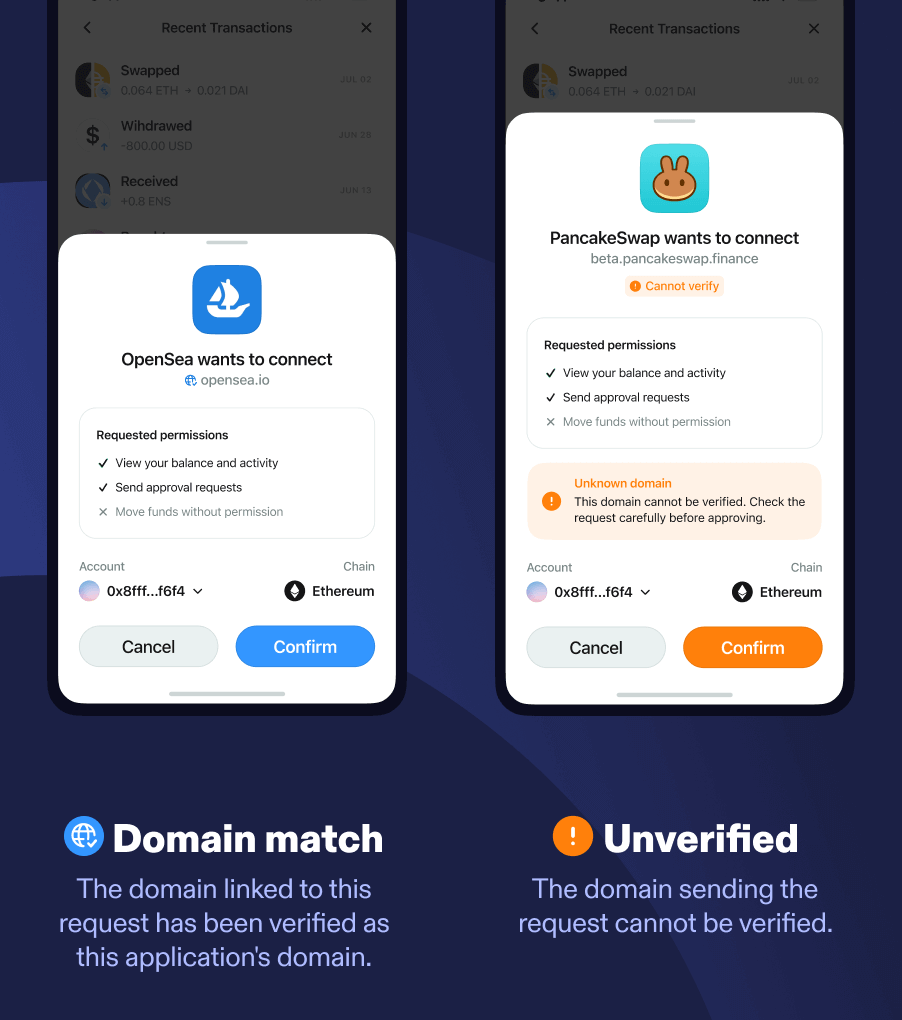 Recent Transactions
Swapped
JUL 02
0.064 ETH → 0.021 DAI
Wihdrawed
JUN 28
-800.00 USD
Received
JUN 13
+0.8 ENS
OpenSea wants to connect
opensea.io
Requested permissions
View your balance and activity
Send approval requests
Move funds without permission
Account
Chain
0x8fff...f6f4
Ethereum
Cancel
Confirm
Domain match
The domain linked to this
request has been verified as
this application's domain.
Recent Transactions
Swapped
JUL 02
0.064 ETH → 0.021 DAI
PancakeSwap wants to connect
beta.pancakeswap.finance
Cannot verify
Requested permissions
View your balance and activity
Send approval requests
Move funds without permission
Unknown domain
This domain cannot be verified. Check the
request carefully before approving.
Account
Chain
0x8fff...f6f4
Ethereum
Cancel
Confirm
Unverified
The domain sending the
request cannot be verified.